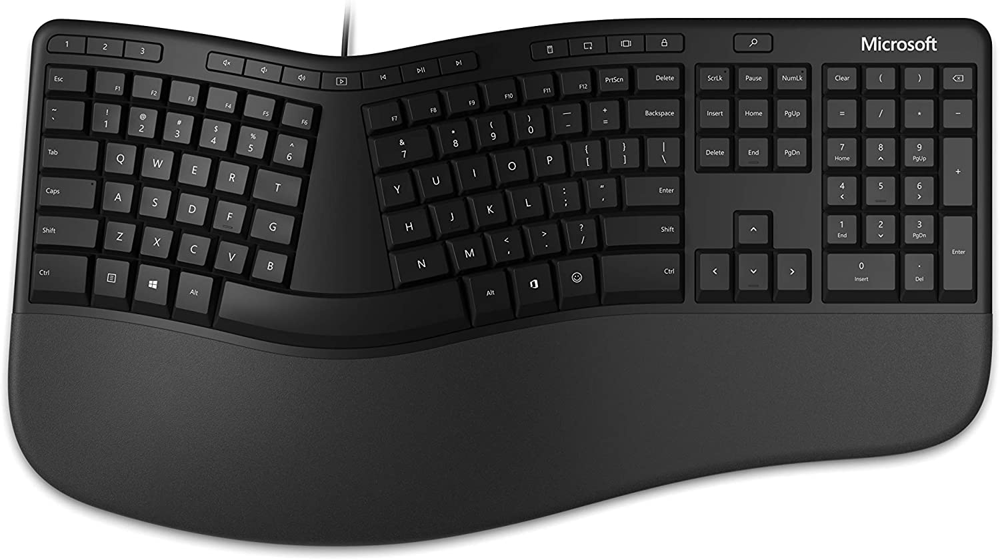 1 2 3 Microsoft
Esc F1 F2 F3 F4 F5 F6 F7 F8 F9 F10 F11 F12 PrtScn Delete ScrLk Pause NumLk Clear ( )
~ ` ! 1 @ 2 # 3 $ 4 % 5 ^ 6 & 7 * 8 ( 9 ) 0 — - + = Backspace Insert Home PgUp = / * −
Tab Q W E R T Y U I O P { [ } ] | \ Delete End PgDn 7 Home 8 9 PgUp +
Caps A S D F G H J K L : ; " ' Enter 4 5 6
Shift Z X C V B N M < , > . ? / Shift 1 End 2 3 PgDn Enter
Ctrl Alt Alt Ctrl 0 Insert . Del